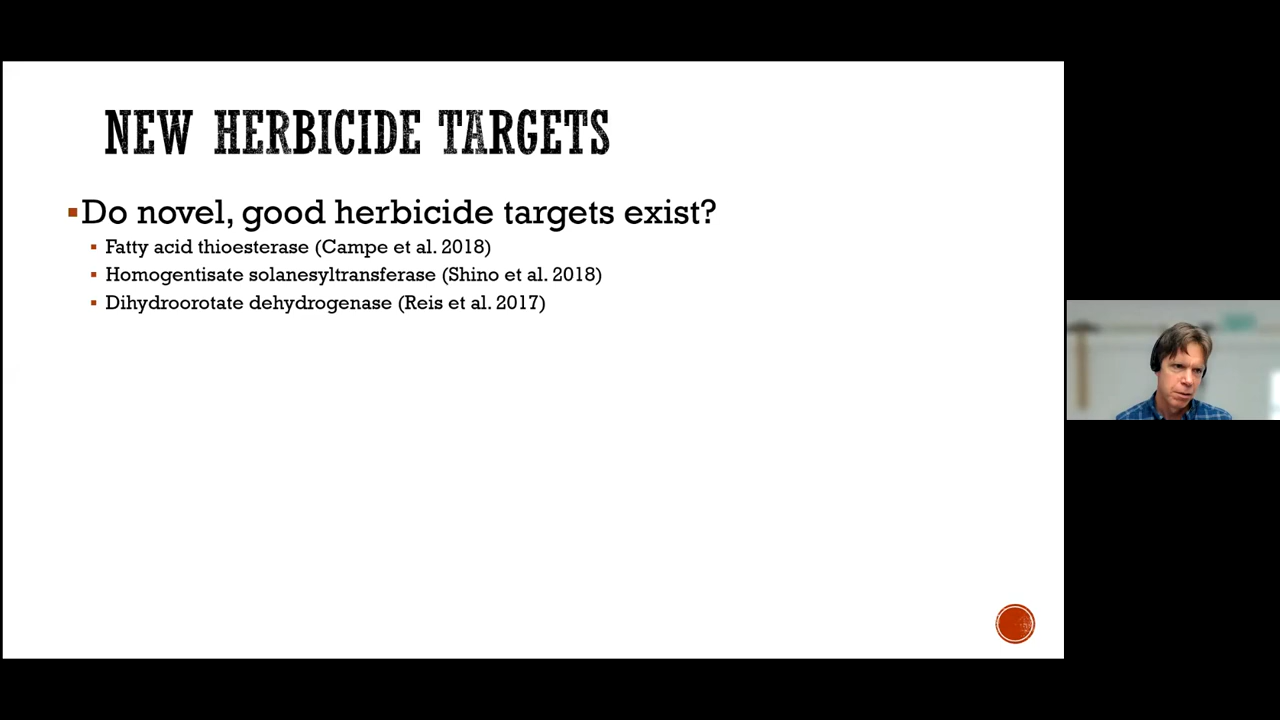 NEW HERBICIDE TARGETS
Do novel, good herbicide targets exist?
Fatty acid thioesterase (Campe et al. 2018)
Homogentisate solanesyltransferase (Shino et al. 2018)
Dihydroorotate dehydrogenase (Reis et al. 2017)